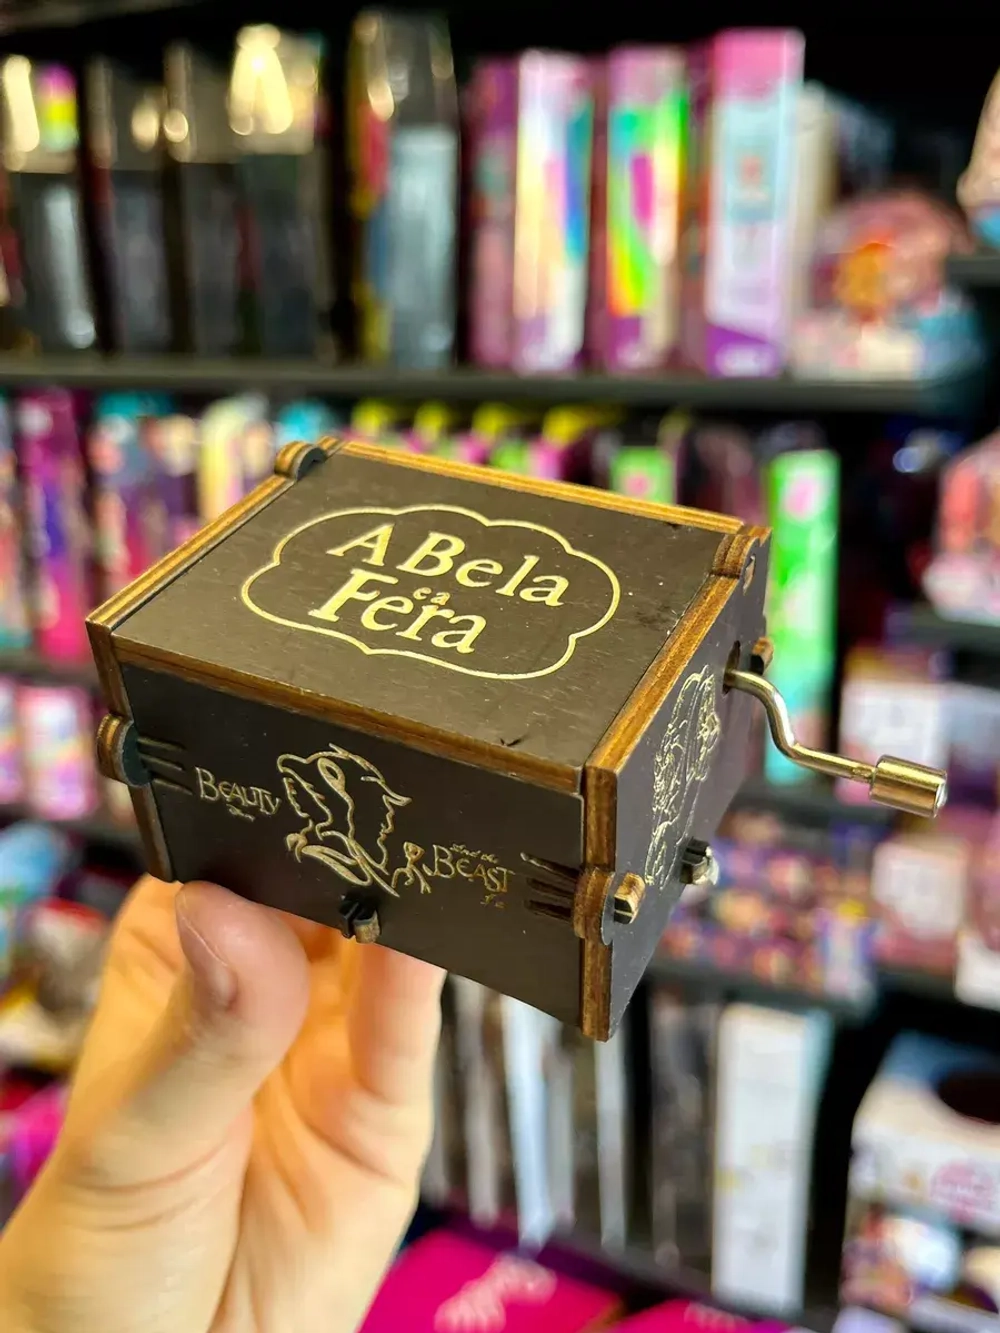 A Bela
e a
Fera
BEAUTY
And the
BEAST